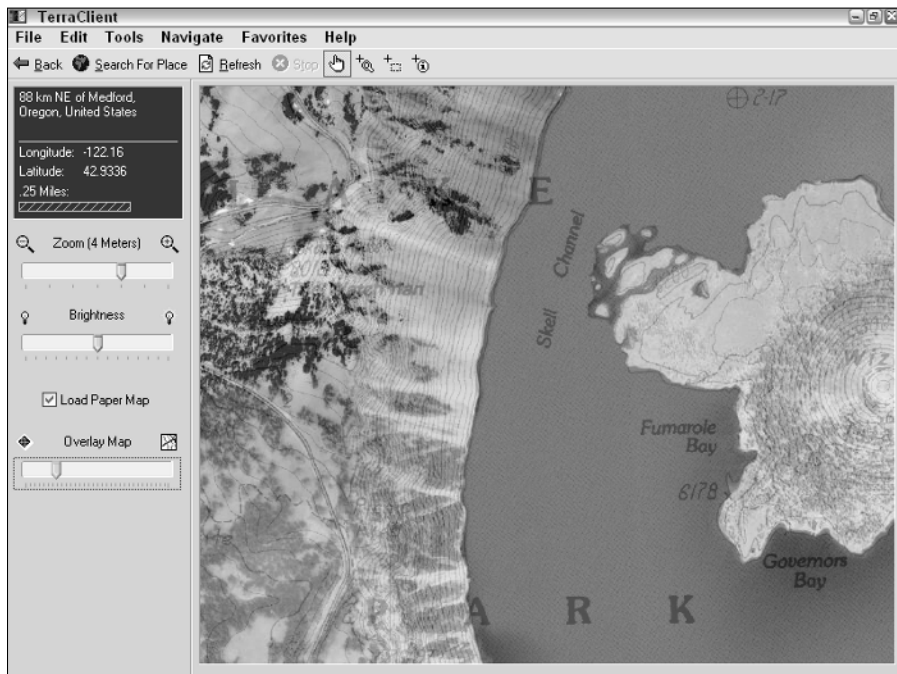 TerraClient
File Edit Tools Navigate Favorites Help
Back Search For Place Refresh Stop
88 km NE of Medford,
Oregon, United States
Longitude: -122.16
Latitude: 42.9336
.25 Miles:
Zoom (4 Meters)
Brightness
Load Paper Map
Overlay Map
2-17
L K E
Skell Channel
Wiz
Fumarole
Bay
6178
Governors
Bay
A R K